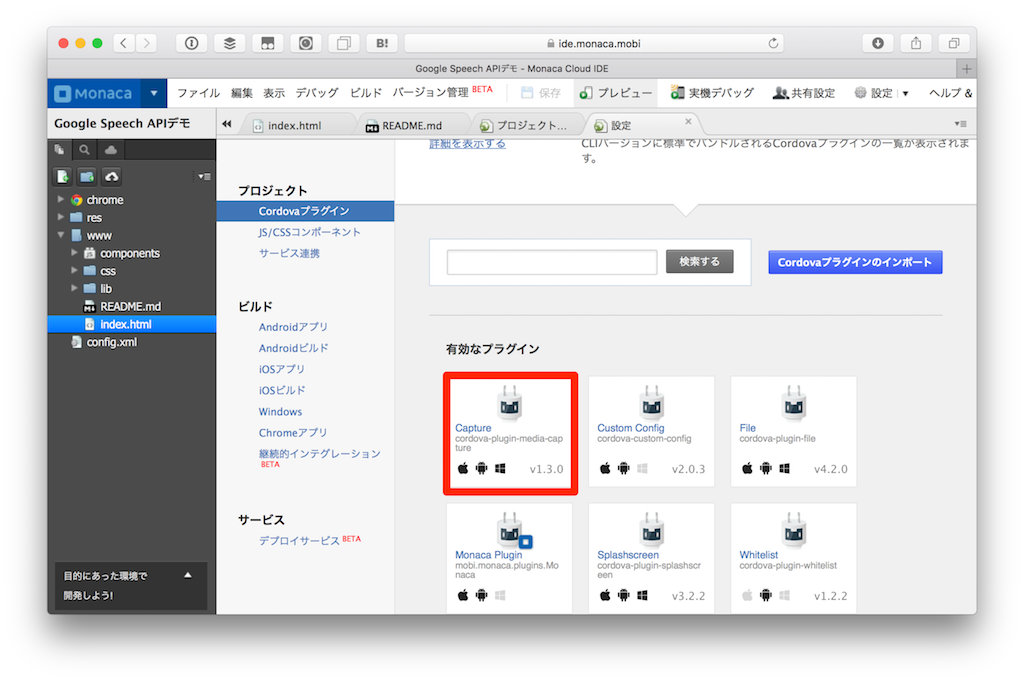 B!
ide.monaca.mobi
Google Speech APIデモ - Monaca Cloud IDE
Monaca
ファイル 編集 表示 デバッグ ビルド バージョン管理 BETA 保存 プレビュー 実機デバッグ 共有設定 設定 ヘルプ &
Google Speech APIデモ
index.html
README.md
プロジェクト...
設定
chrome
res
www
components
css
lib
README.md
index.html
config.xml
目的にあった環境で
開発しよう!
プロジェクト
Cordovaプラグイン
JS/CSSコンポーネント
サービス連携
ビルド
Androidアプリ
Androidビルド
iOSアプリ
iOSビルド
Windows
Chromeアプリ
継続的インテグレーション
BETA
サービス
デプロイサービス BETA
詳細を表示する
CLIバージョンに標準でバンドルされるCordovaプラグインの一覧が表示されま
す。
検索する
Cordovaプラグインのインポート
有効なプラグイン
Capture
cordova-plugin-media-cap
ture
v1.3.0
Custom Config
cordova-custom-config
v2.0.3
File
cordova-plugin-file
v4.2.0
Monaca Plugin
mobi.monaca.plugins.Mo
naca
Splashscreen
cordova-plugin-splashscr
een
v3.2.2
Whitelist
cordova-plugin-whitelist
v1.2.2